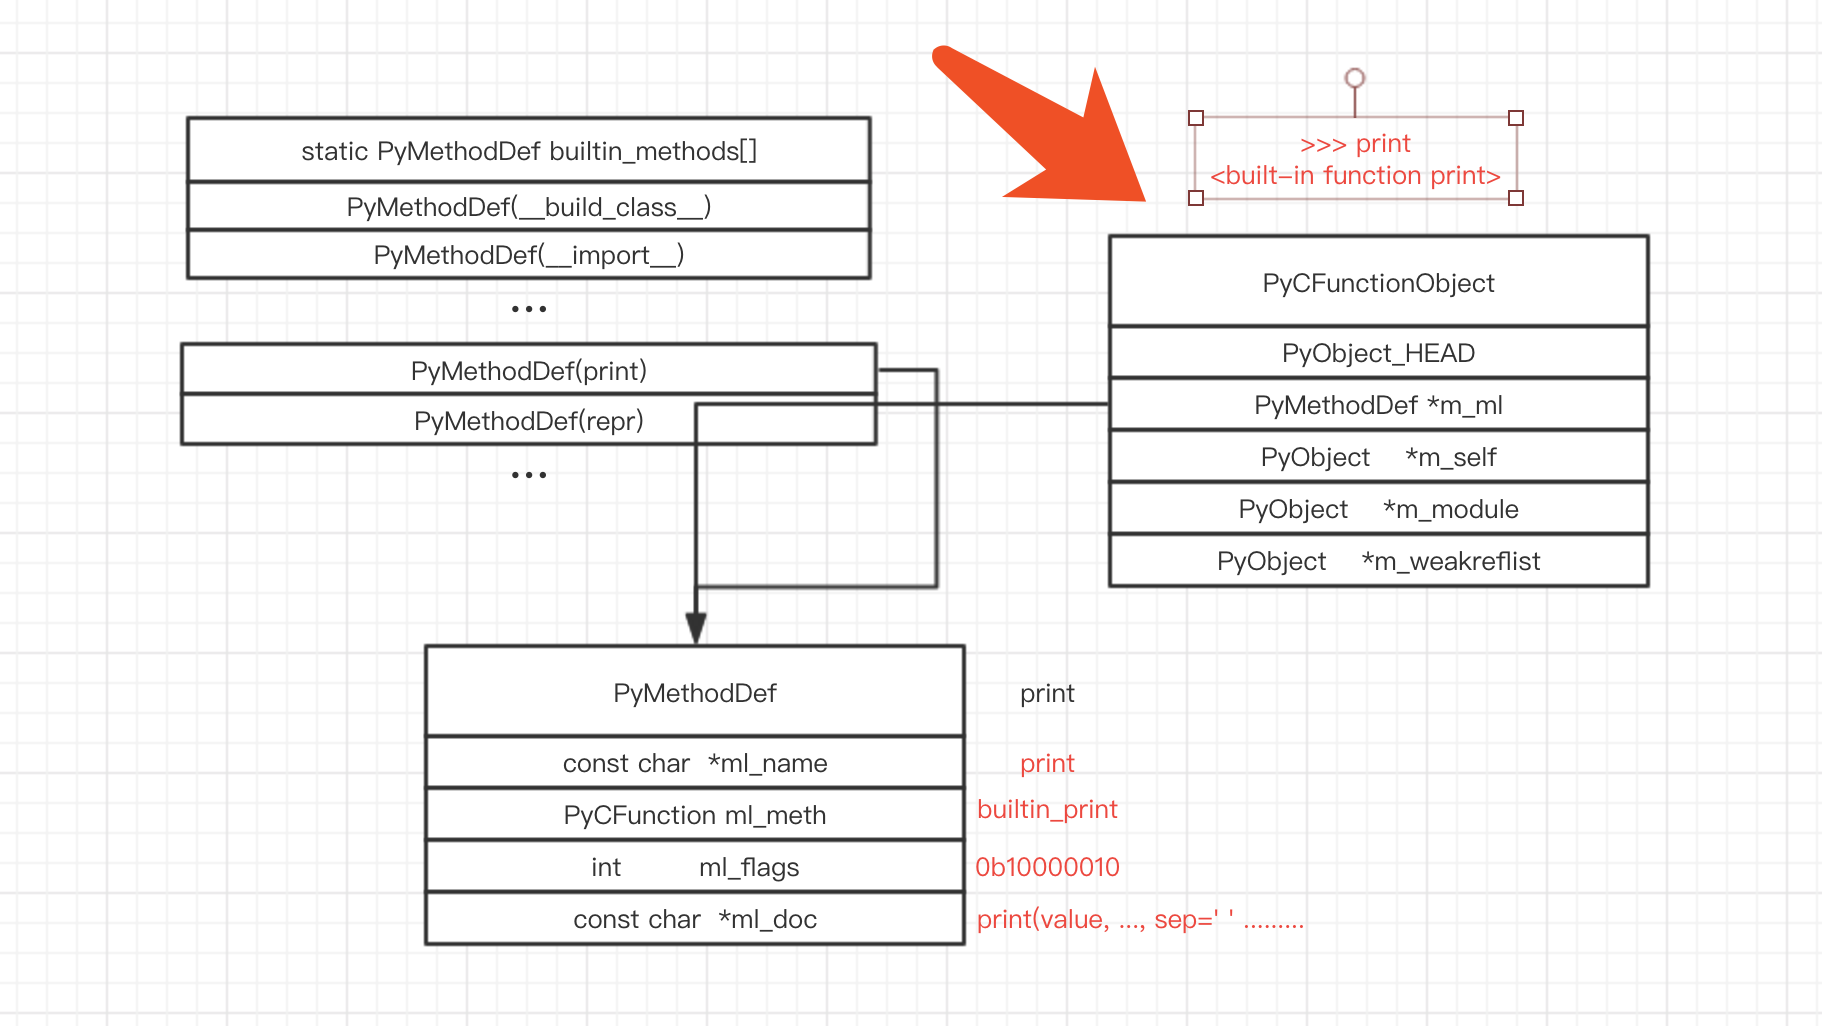 static PyMethodDef builtin_methods[]
PyMethodDef(__build_class__)
PyMethodDef(__import__)
...
PyMethodDef(print)
PyMethodDef(repr)
...
>>> print
<built-in function print>
PyCFunctionObject
PyObject_HEAD
PyMethodDef *m_ml
PyObject *m_self
PyObject *m_module
PyObject *m_weakreflist
PyMethodDef print
const char *ml_name print
PyCFunction ml_meth builtin_print
int ml_flags 0b10000010
const char *ml_doc print(value, ..., sep=' ' .........